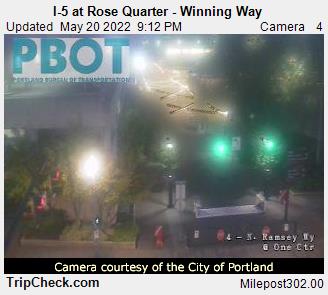 I-5 at Rose Quarter - Winning Way
Updated May 20 2022 9:12 PM Camera 4
PBOT
PORTLAND BUREAU OF TRANSPORTATION
4 - N. Ramsey Wy
@ One Ctr
Camera courtesy of the City of Portland
TripCheck.com Milepost302.00